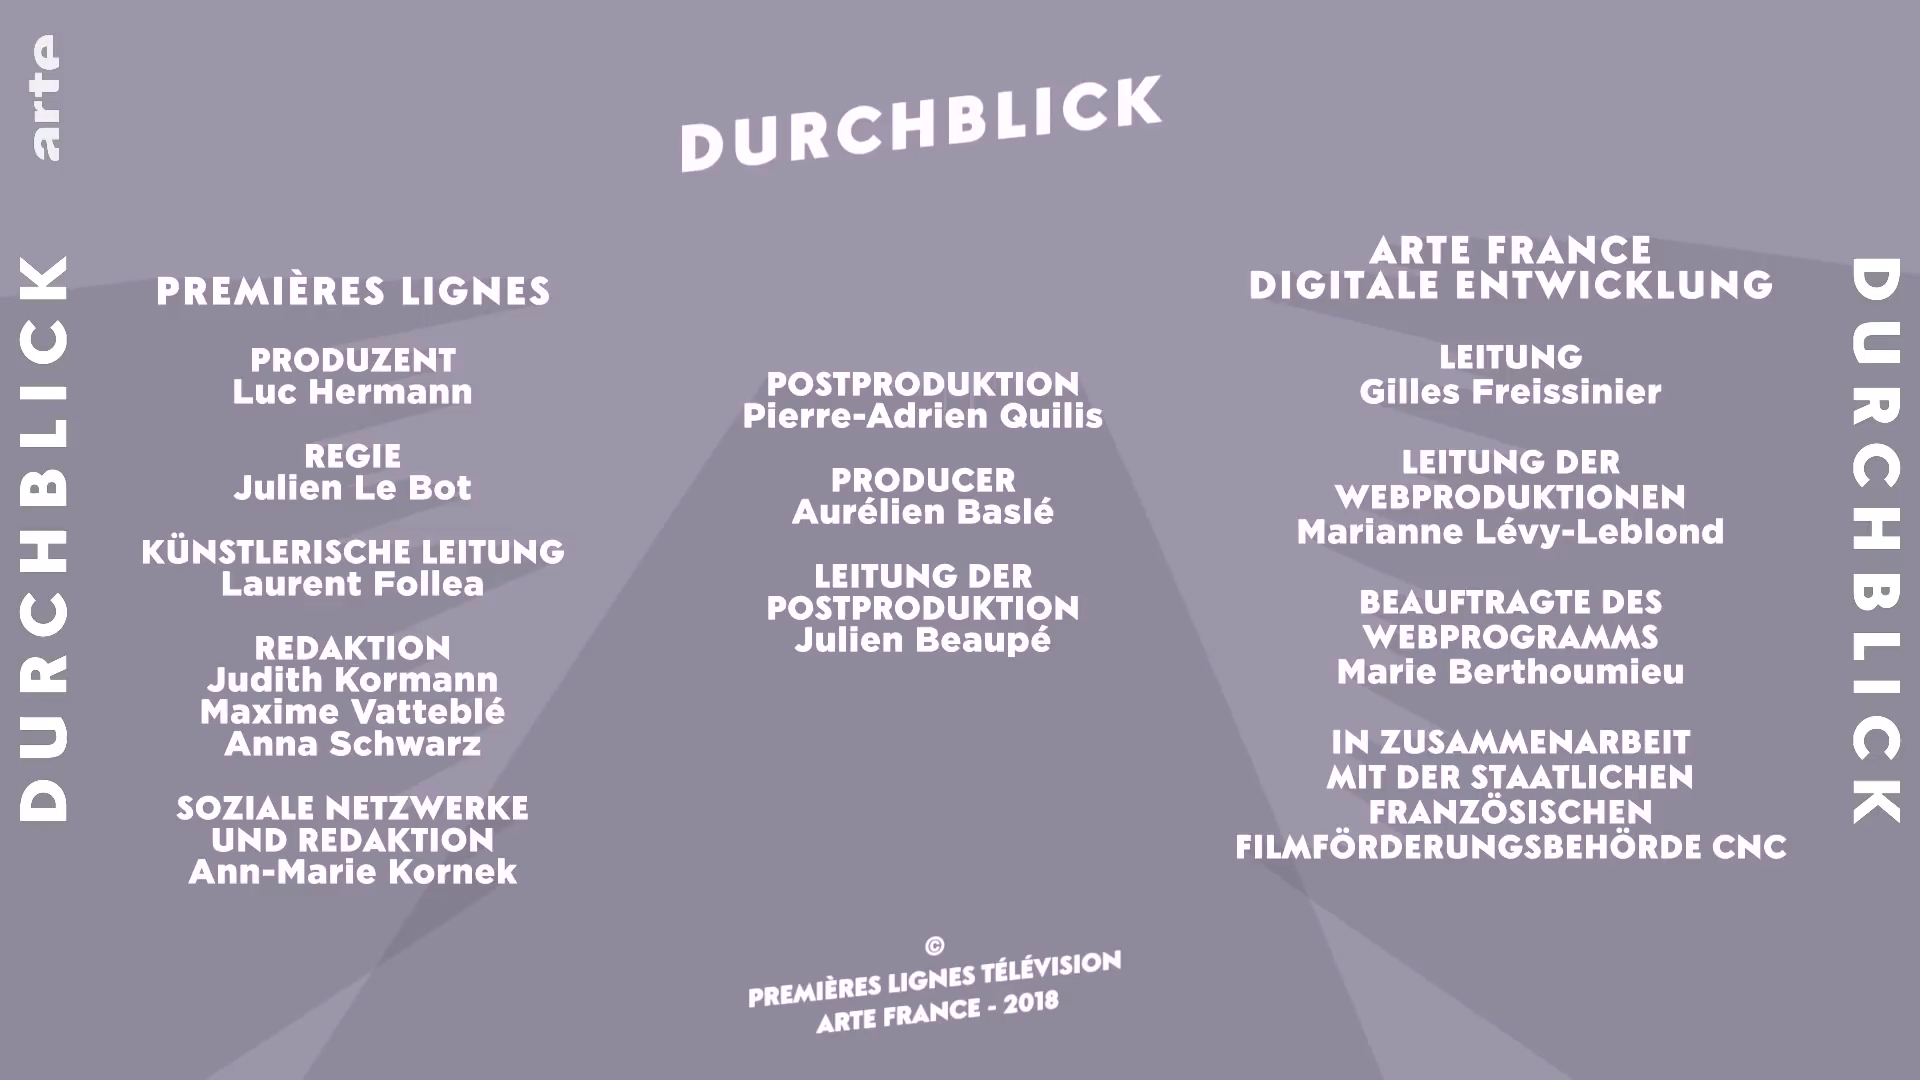 arte
DURCHBLICK
DURCHBLICK
PREMIÈRES LIGNES
PRODUZENT
Luc Hermann
REGIE
Julien Le Bot
KÜNSTLERISCHE LEITUNG
Laurent Follea
REDAKTION
Judith Kormann
Maxime Vatteblé
Anna Schwarz
SOZIALE NETZWERKE
UND REDAKTION
Ann-Marie Kornek
POSTPRODUKTION
Pierre-Adrien Quilis
PRODUCER
Aurélien Baslé
LEITUNG DER
POSTPRODUKTION
Julien Beaupé
ARTE FRANCE
DIGITALE ENTWICKLUNG
LEITUNG
Gilles Freissinier
LEITUNG DER
WEBPRODUKTIONEN
Marianne Lévy-Leblond
BEAUFTRAGTE DES
WEBPROGRAMMS
Marie Berthoumieu
IN ZUSAMMENARBEIT
MIT DER STAATLICHEN
FRANZÖSISCHEN
FILMFÖRDERUNGSBEHÖRDE CNC
DURCHBLICK
©
PREMIÈRES LIGNES TÉLÉVISION
ARTE FRANCE - 2018